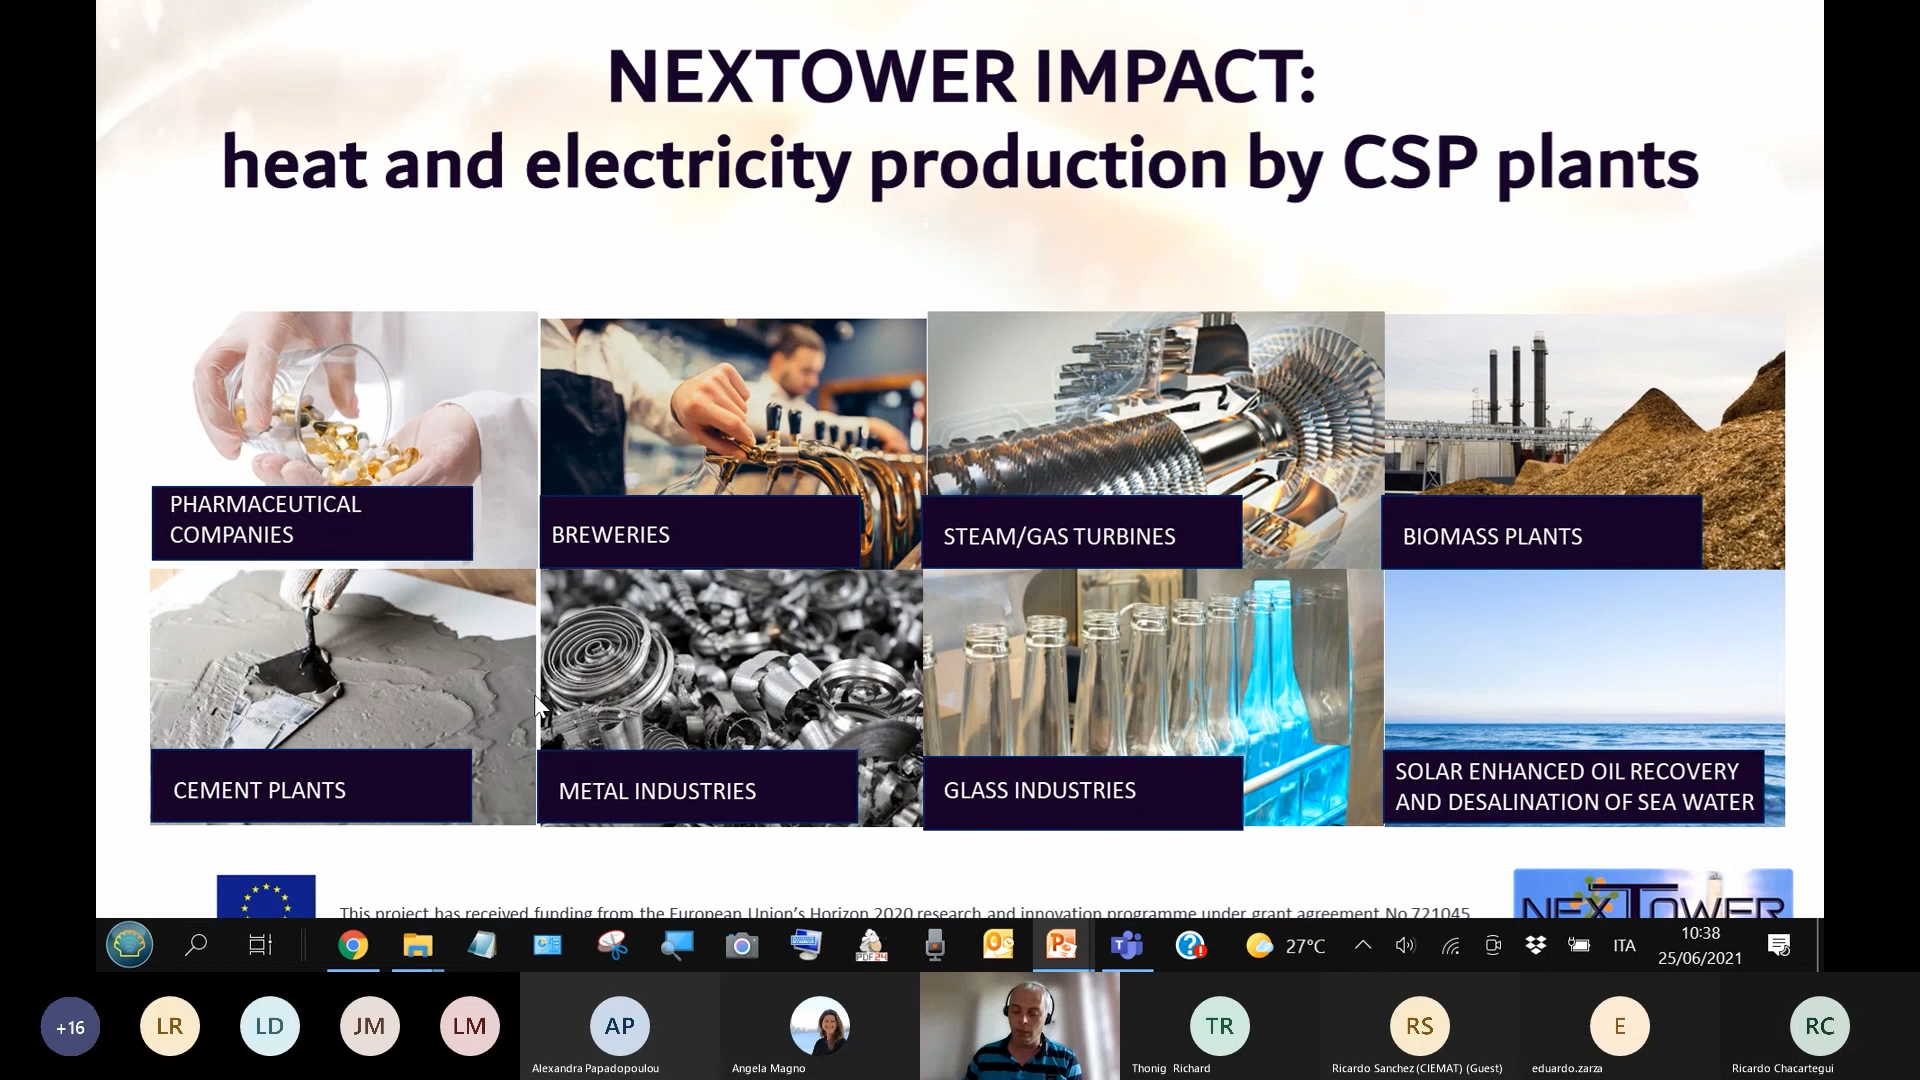 NEXTOWER IMPACT:
heat and electricity production by CSP plants
PHARMACEUTICAL
COMPANIES
BREWERIES
STEAM/GAS TURBINES
BIOMASS PLANTS
CEMENT PLANTS
METAL INDUSTRIES
GLASS INDUSTRIES
SOLAR ENHANCED OIL RECOVERY
AND DESALINATION OF SEA WATER
This project has received funding from the European Union's Horizon 2020 research and innovation programme under grant agreement No 721045
NEXTOWER
PDF24
27°C
ITA
10:38
25/06/2021
+16
LR
LD
JM
LM
AP
TR
RS
E
RC
Alexandra Papadopoulou
Angela Magno
Thonig Richard
Ricardo Sanchez (CIEMAT) (Guest)
eduardo.zarza
Ricardo Chacartegui